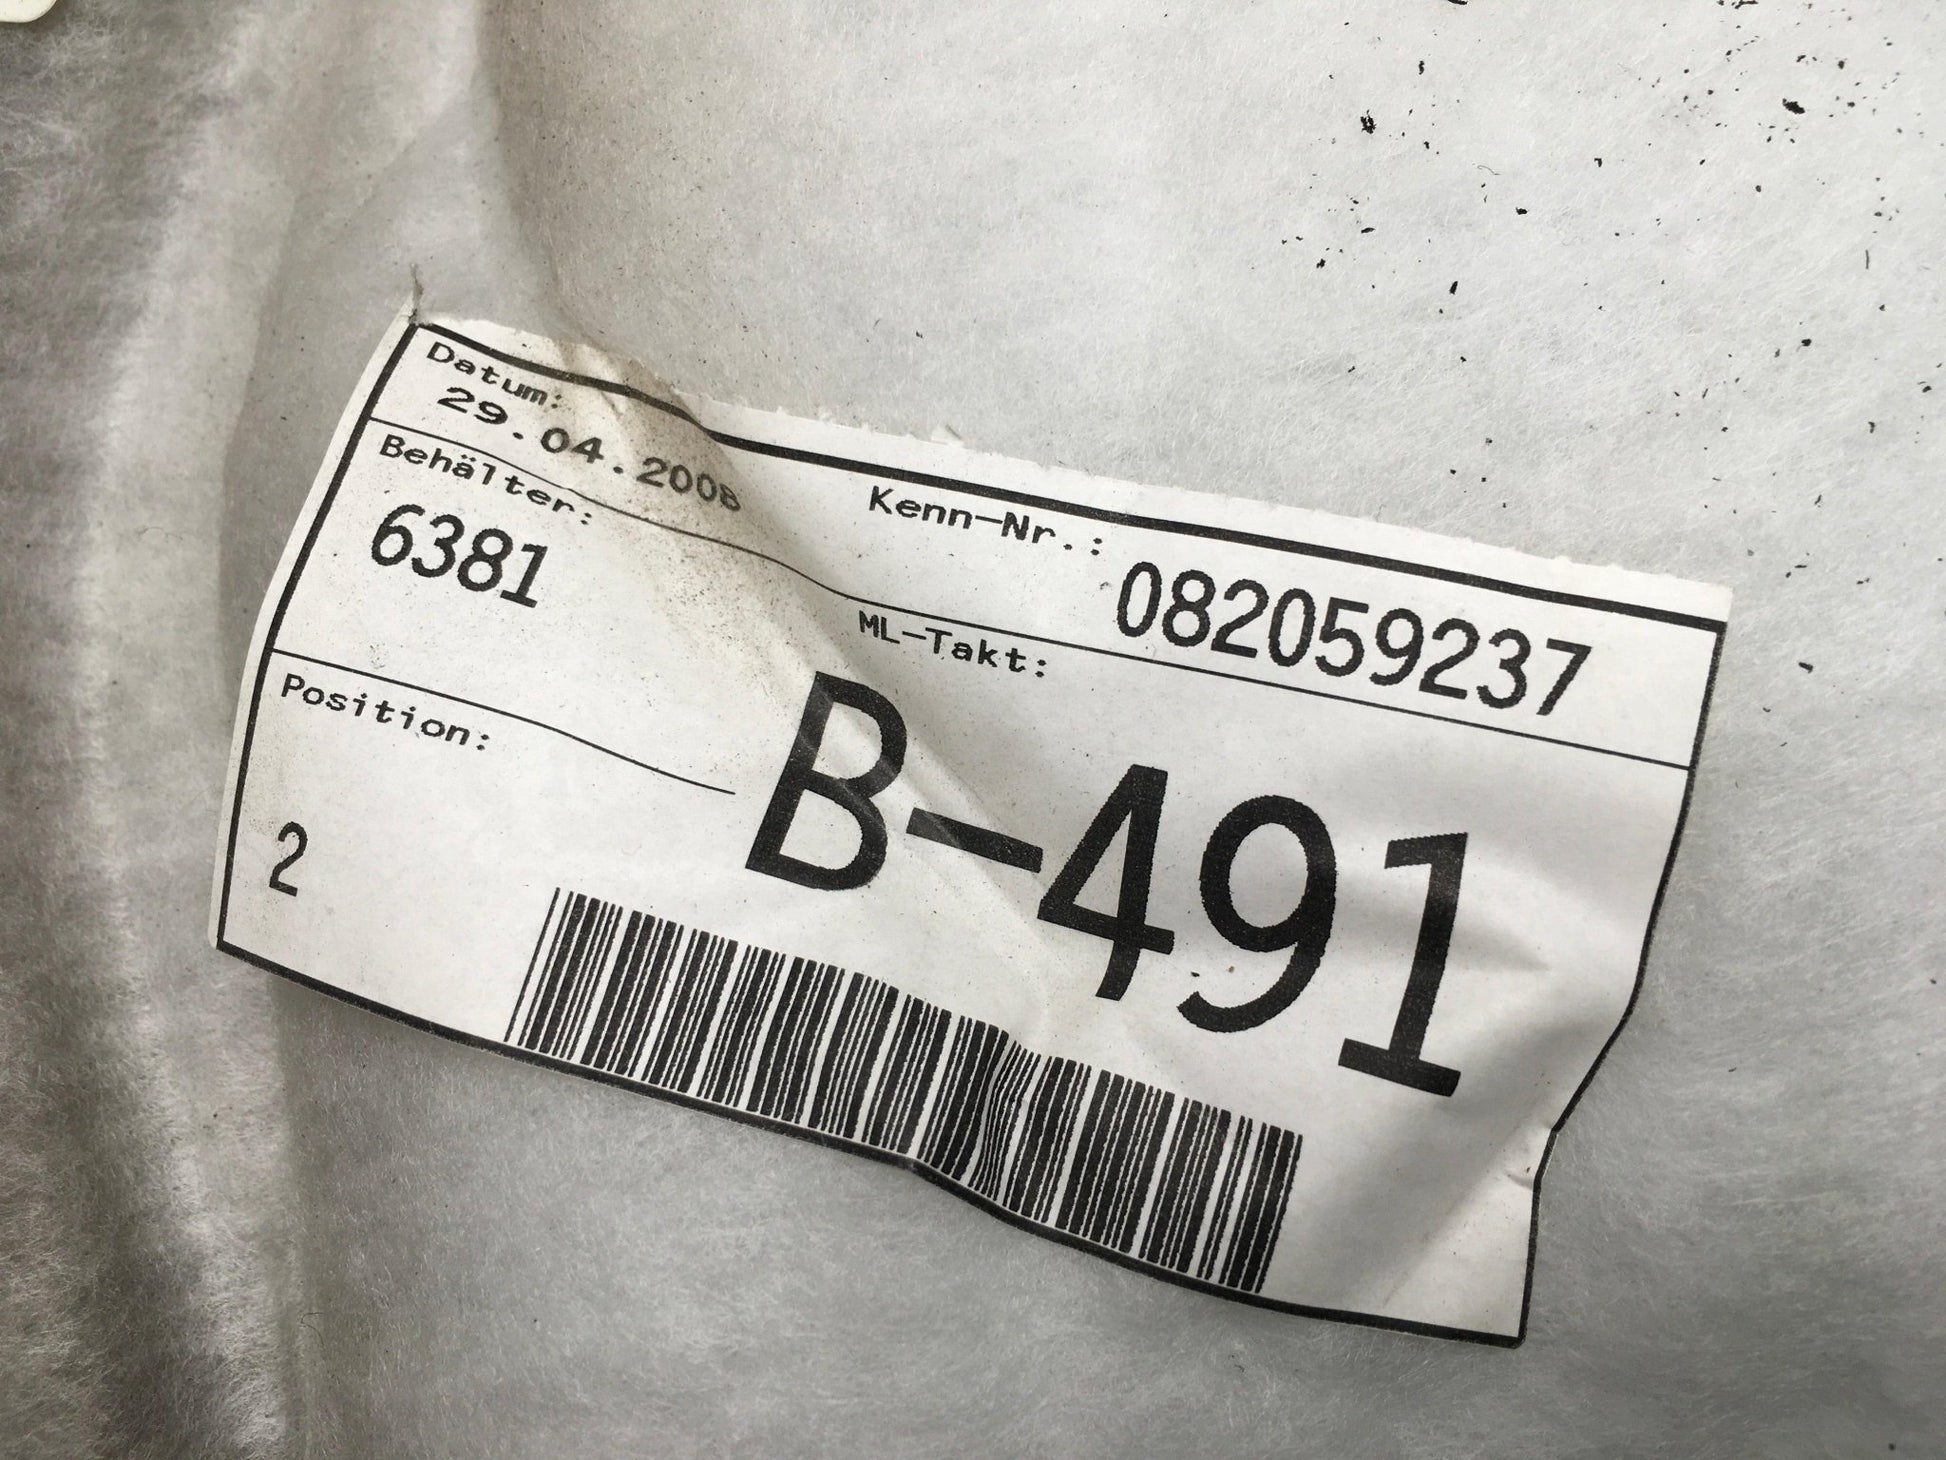 Datum:
29.04.2008
Kenn-Nr.:
082059237
Behälter:
6381
ML-Takt:
B-491
Position:
2